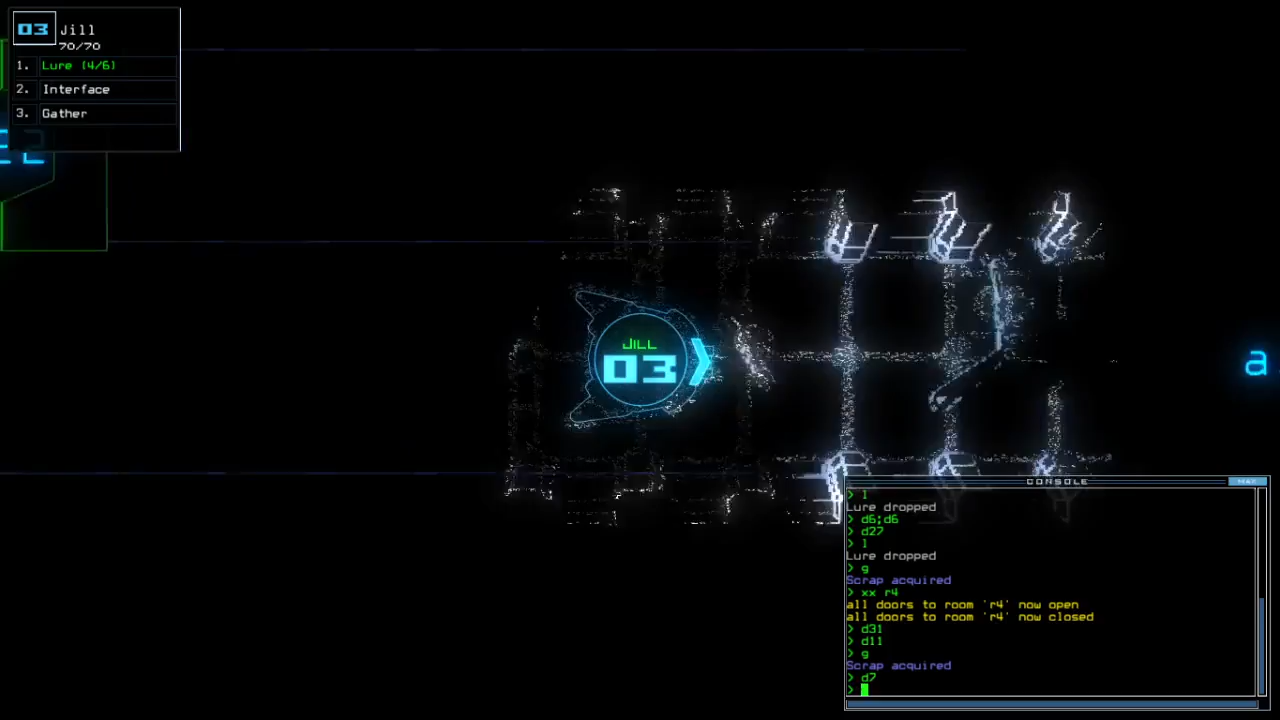 03 Jill
70/70
1. Lure (4/6)
2. Interface
3. Gather
22
JILL
03
a
CONSOLE
> l
Lure dropped
> d6;d6
> d27
> l
Lure dropped
> g
Scrap acquired
> xx r4
all doors to room 'r4' now open
all doors to room 'r4' now closed
> d31
> d11
> g
Scrap acquired
> d7
>